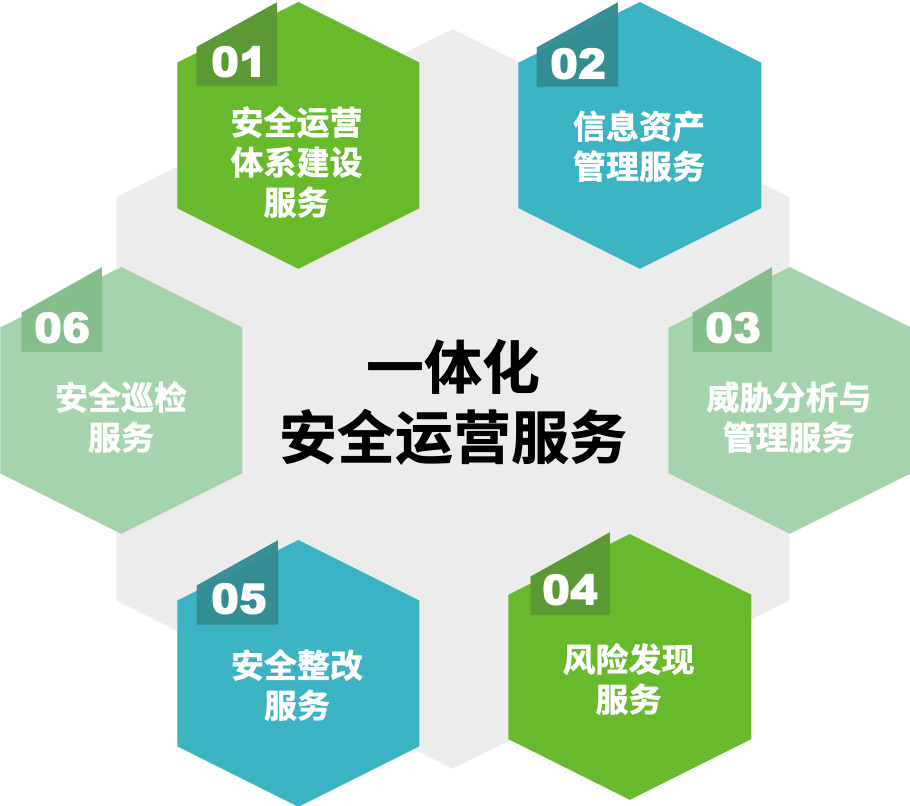 01
安全运营
体系建设
服务
02
信息资产
管理服务
03
威胁分析与
管理服务
04
风险发现
服务
05
安全整改
服务
06
安全巡检
服务
一体化
安全运营服务